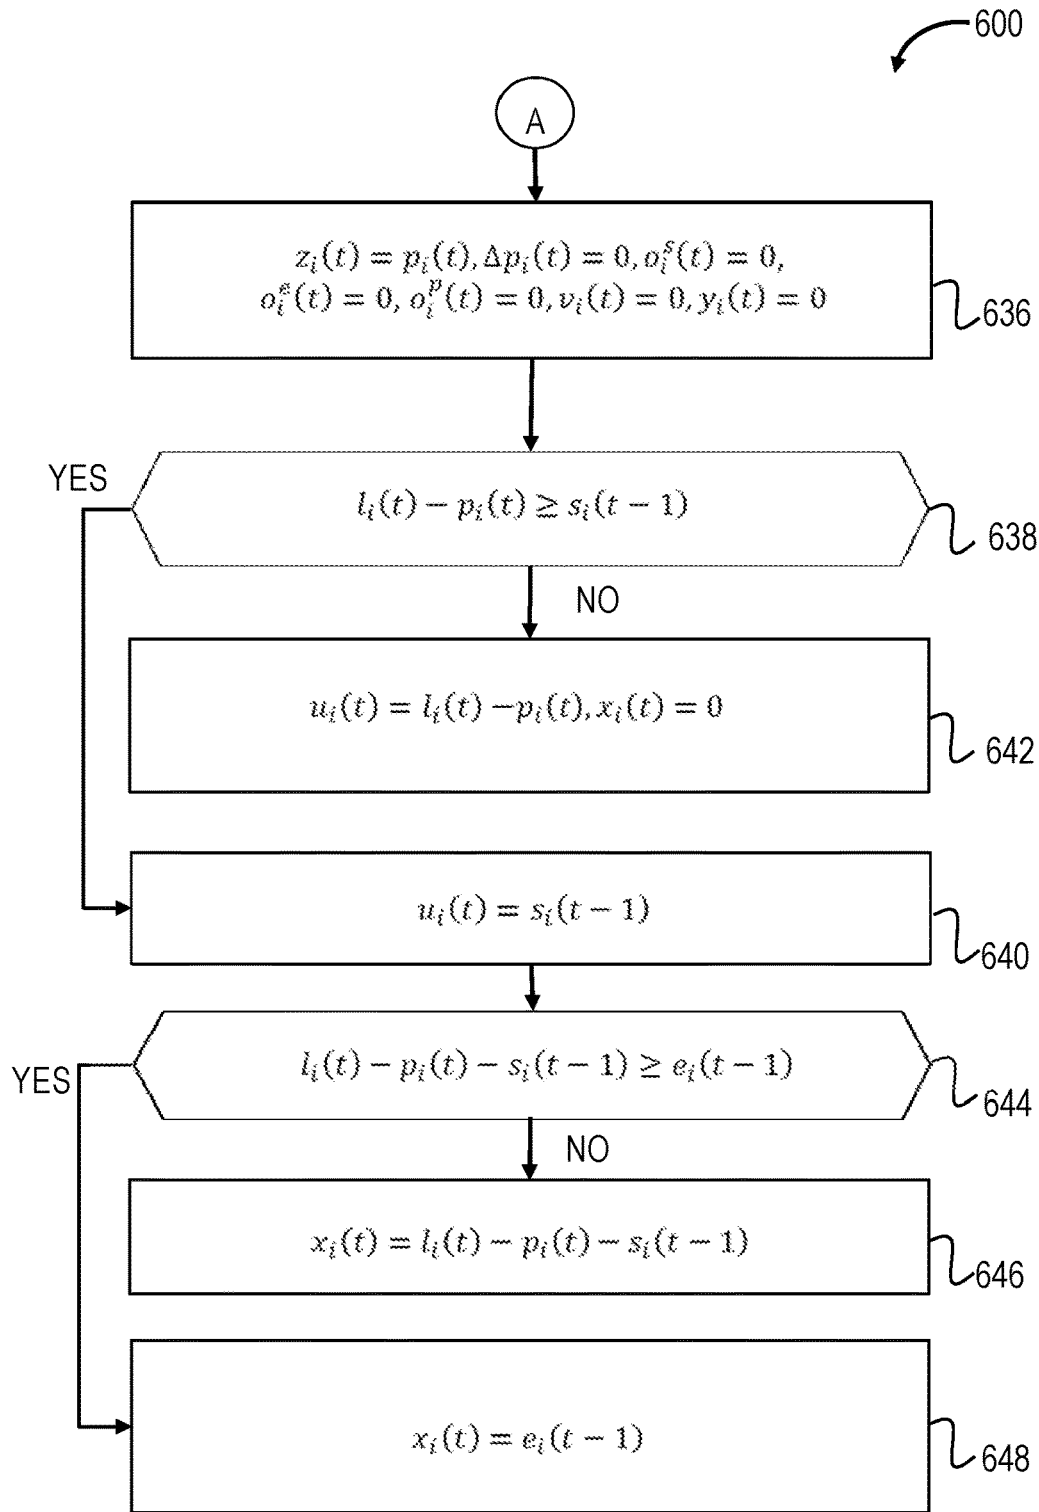 600
A
z_i(t) = p_i(t), Δp_i(t) = 0, o_i^s(t) = 0,
o_i^e(t) = 0, o_i^p(t) = 0, v_i(t) = 0, y_i(t) = 0
636
YES
l_i(t) − p_i(t) ≥ s_i(t − 1)
638
NO
u_i(t) = l_i(t) − p_i(t), x_i(t) = 0
642
u_i(t) = s_i(t − 1)
640
YES
l_i(t) − p_i(t) − s_i(t − 1) ≥ e_i(t − 1)
644
NO
x_i(t) = l_i(t) − p_i(t) − s_i(t − 1)
646
x_i(t) = e_i(t − 1)
648